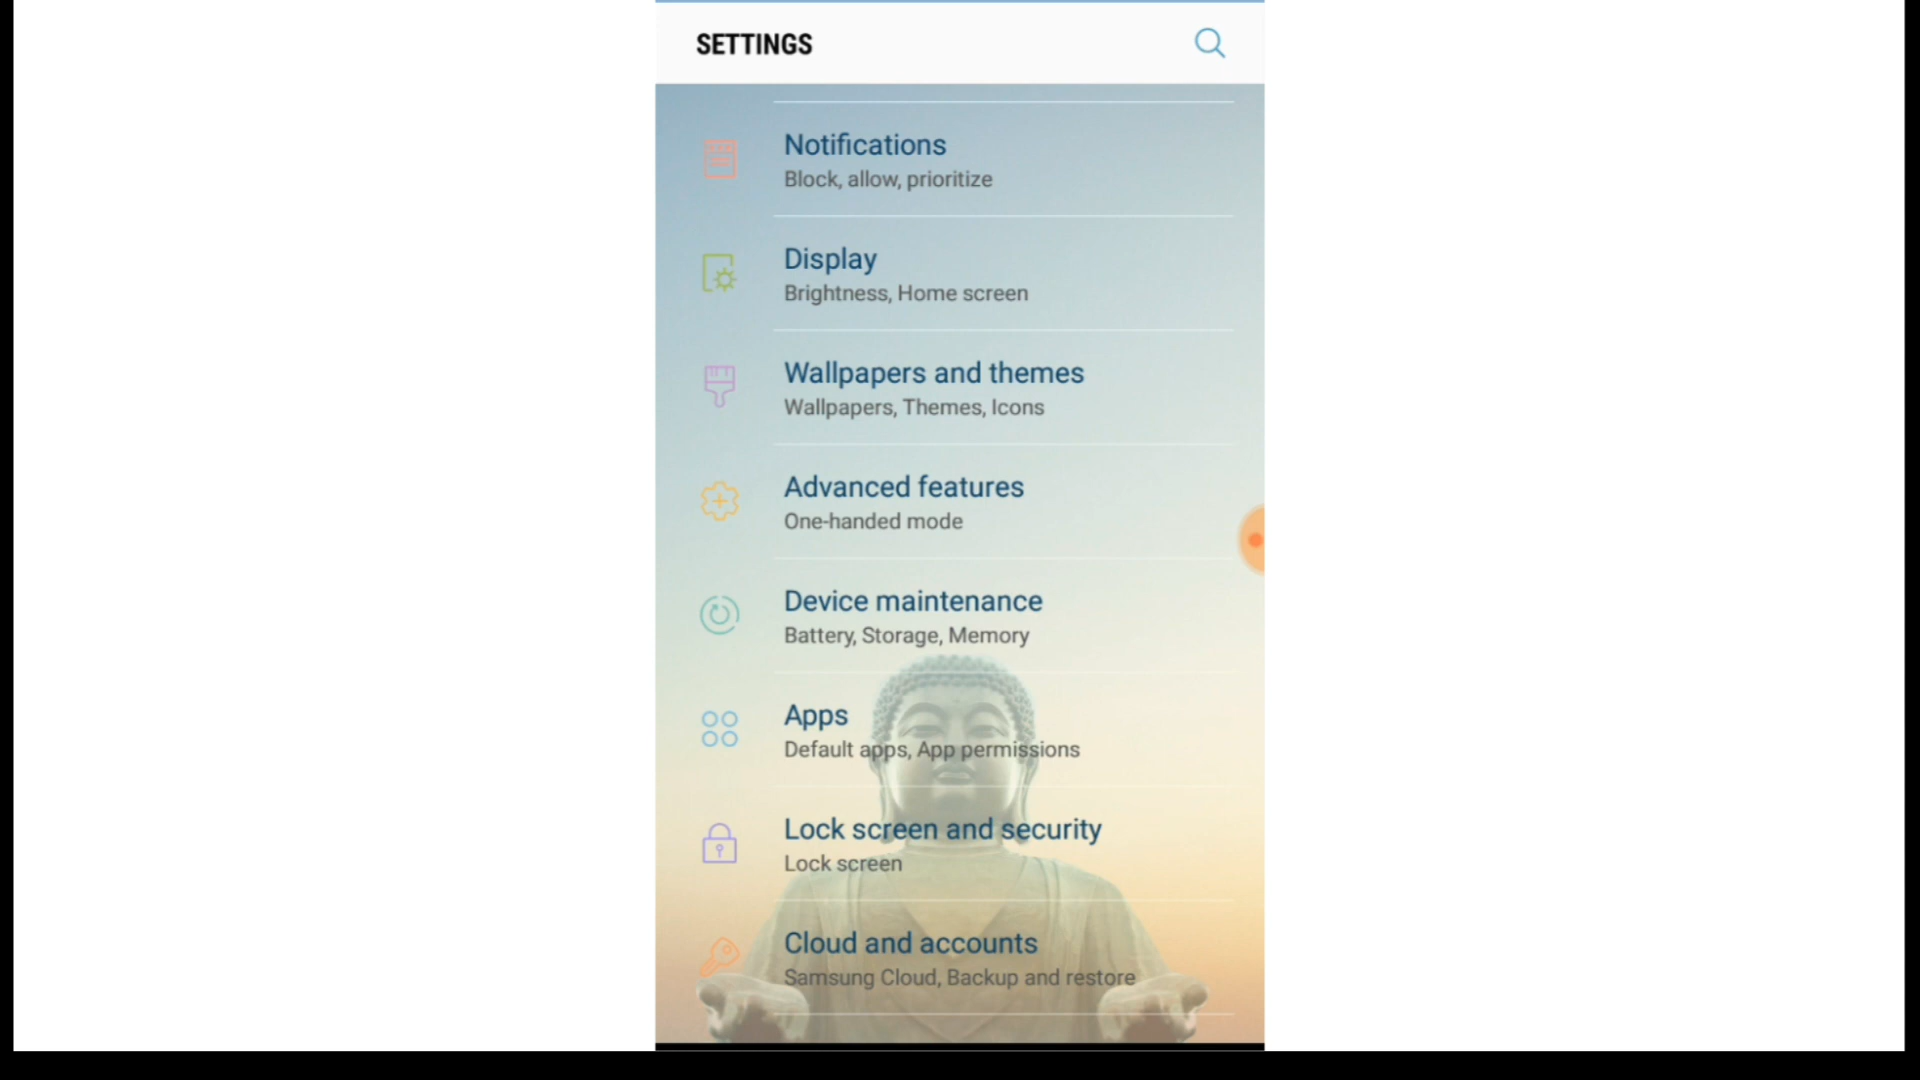 SETTINGS
Notifications
Block, allow, prioritize
Display
Brightness, Home screen
Wallpapers and themes
Wallpapers, Themes, Icons
Advanced features
One-handed mode
Device maintenance
Battery, Storage, Memory
Apps
Default apps, App permissions
Lock screen and security
Lock screen
Cloud and accounts
Samsung Cloud, Backup and restore